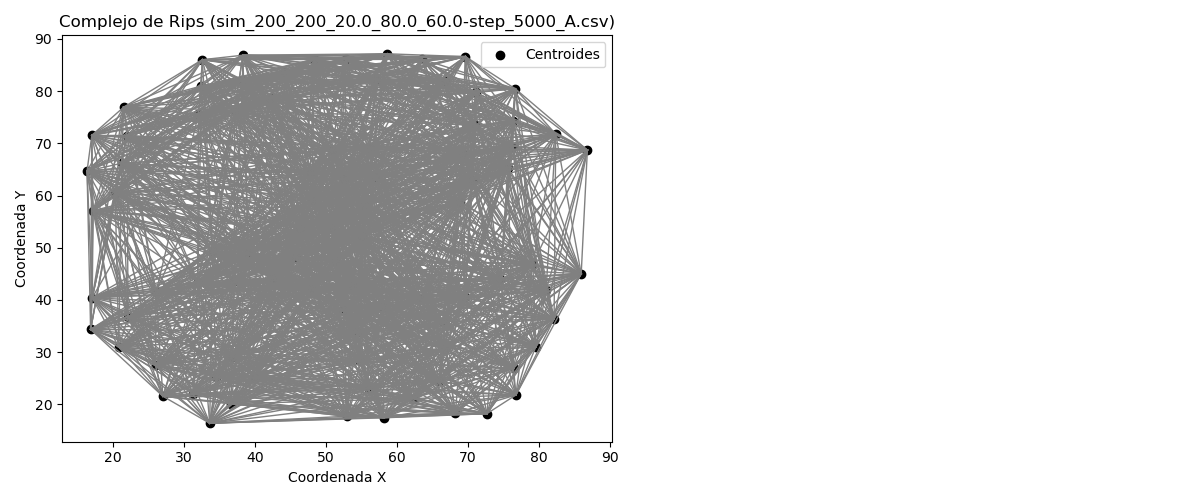 Complejo de Rips (sim_200_200_20.0_80.0_60.0-step_5000_A.csv)
Centroides
90
80
70
60
50
40
30
20
Coordenada Y
20 30 40 50 60 70 80 90
Coordenada X